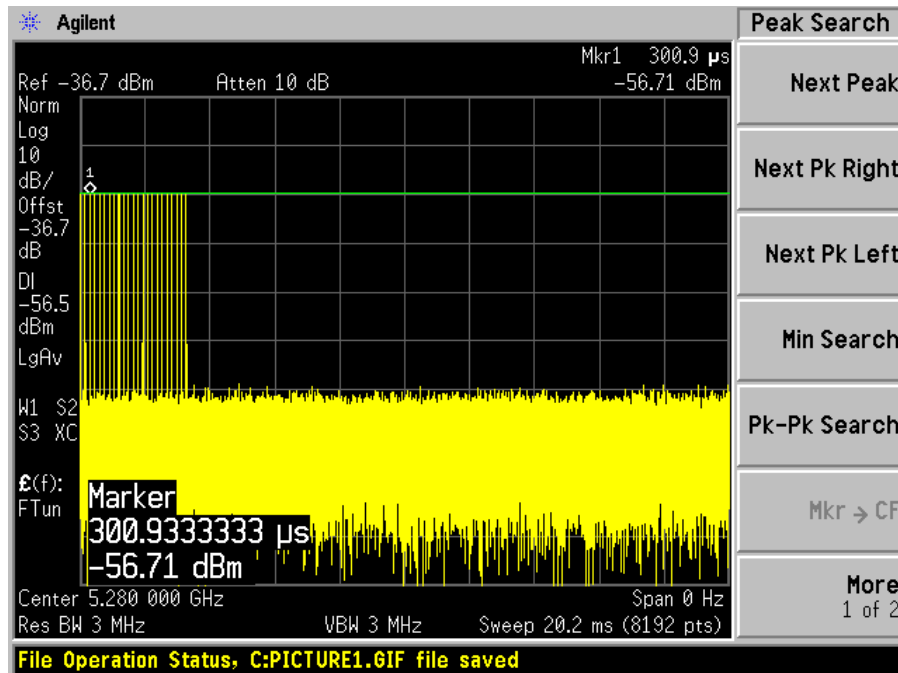 Agilent
Peak Search
Mkr1 300.9 µs
Ref -36.7 dBm Atten 10 dB -56.71 dBm
Norm
Log
10
dB/
Offst
-36.7
dB
DI
-56.5
dBm
LgAv
W1 S2
S3 XC
£(f):
FTun
1
Marker
300.9333333 µs
-56.71 dBm
Center 5.280 000 GHz Span 0 Hz
Res BW 3 MHz VBW 3 MHz Sweep 20.2 ms (8192 pts)
File Operation Status, C:PICTURE1.GIF file saved
Next Peak
Next Pk Right
Next Pk Left
Min Search
Pk-Pk Search
Mkr → CF
More
1 of 2